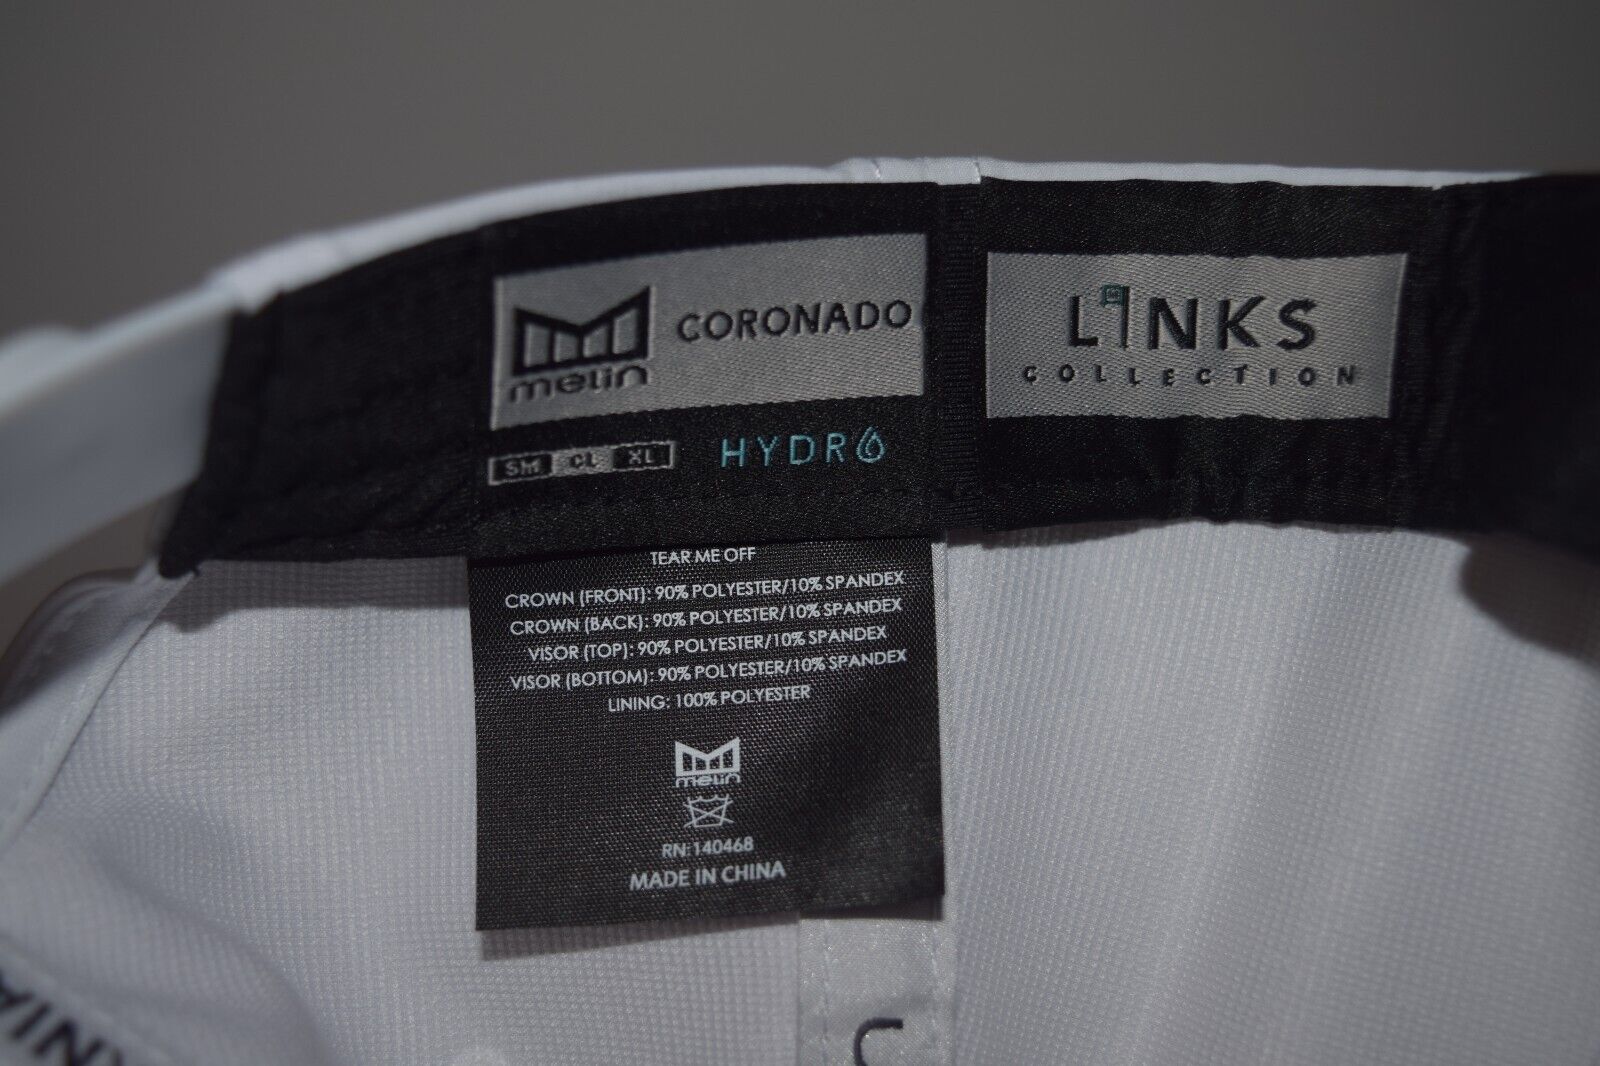 melin
CORONADO
SM CL XL
HYDRO
LINKS
COLLECTION
TEAR ME OFF
CROWN (FRONT): 90% POLYESTER/10% SPANDEX
CROWN (BACK): 90% POLYESTER/10% SPANDEX
VISOR (TOP): 90% POLYESTER/10% SPANDEX
VISOR (BOTTOM): 90% POLYESTER/10% SPANDEX
LINING: 100% POLYESTER
melin
RN:140468
MADE IN CHINA